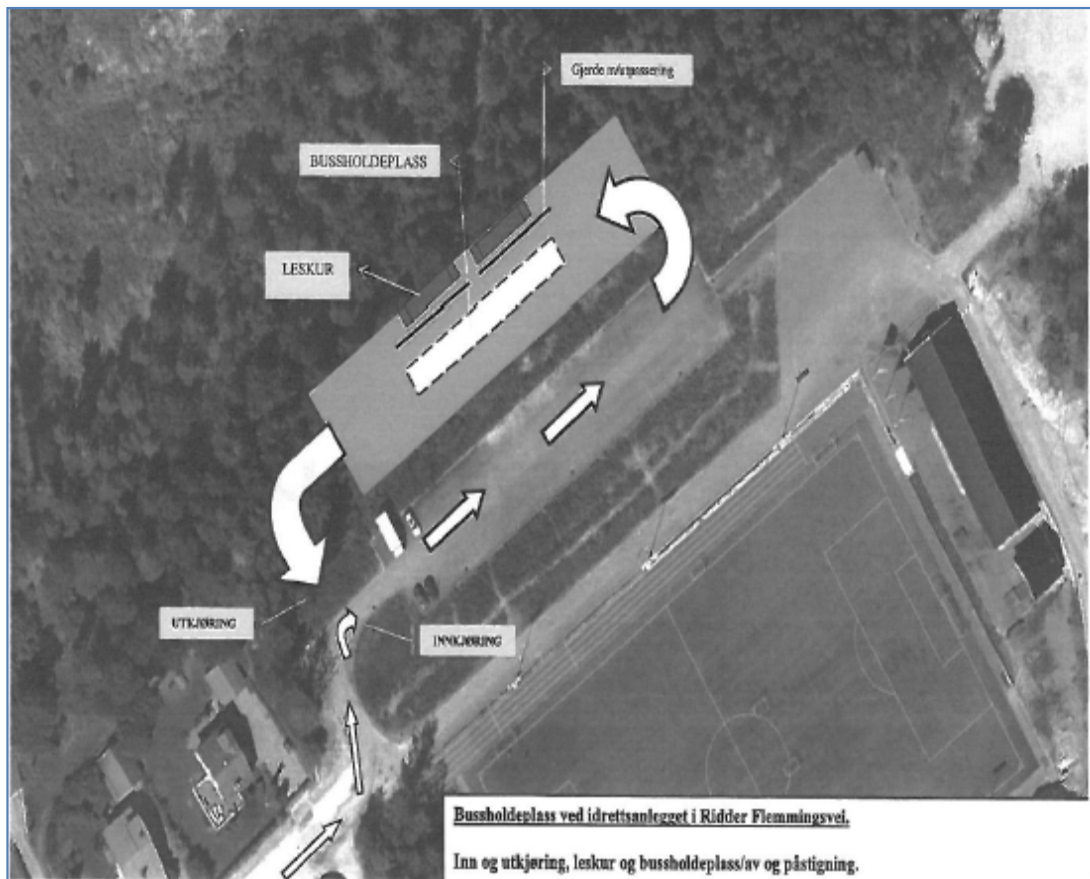 Gjerde m/utpassering
BUSSHOLDEPLASS
LESKUR
UTKJØRING
INNKJØRING
Bussholdeplass ved idrettsanlegget i Ridder Flemmingsvei.
Inn og utkjøring, leskur og bussholdeplass/av og påstigning.